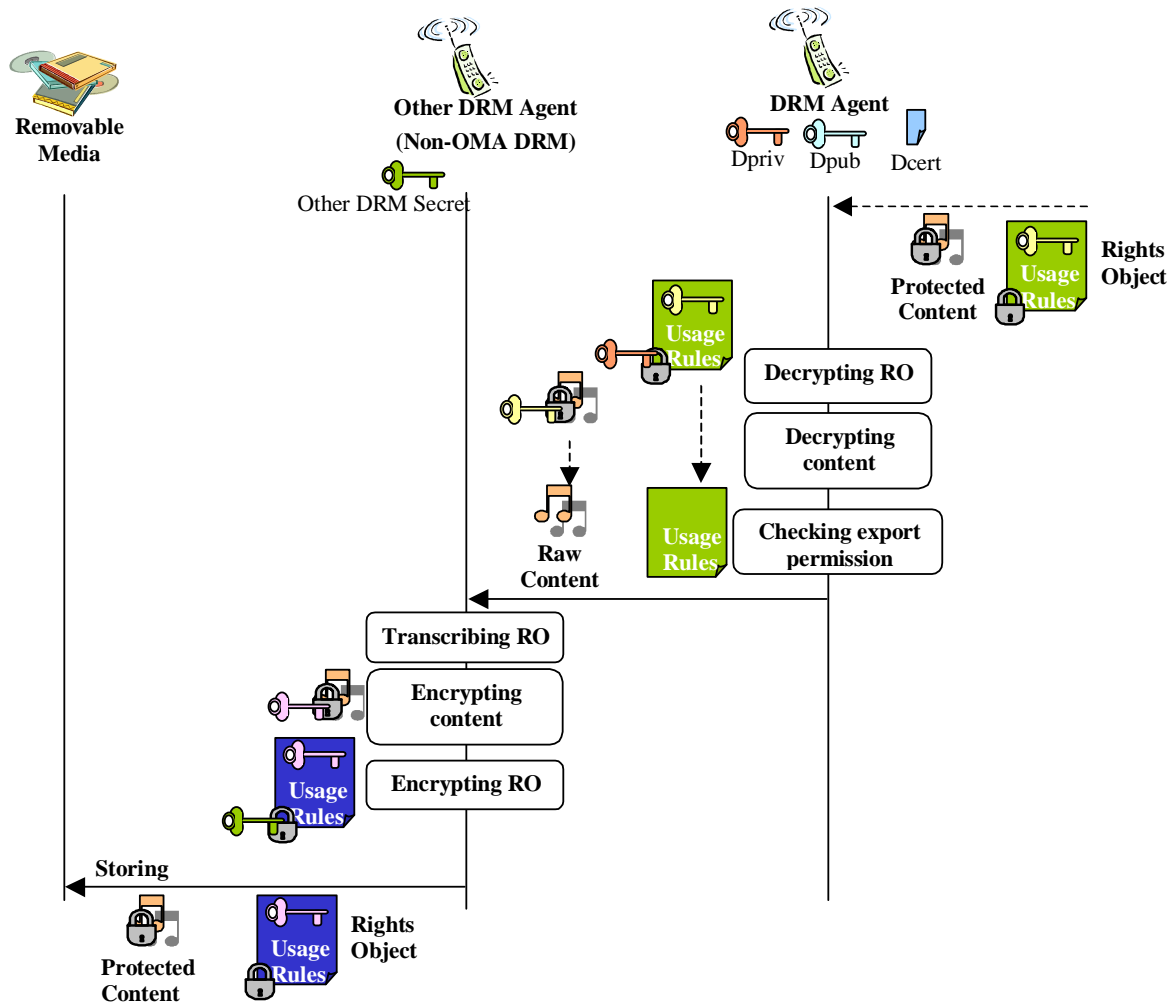 Removable
Media
Other DRM Agent
(Non-OMA DRM)
Other DRM Secret
DRM Agent
Dpriv
Dpub
Dcert
Protected
Content
Usage
Rules
Rights
Object
Usage
Rules
Decrypting RO
Decrypting
content
Raw
Content
Usage
Rules
Checking export
permission
Transcribing RO
Encrypting
content
Usage
Rules
Encrypting RO
Storing
Protected
Content
Usage
Rules
Rights
Object